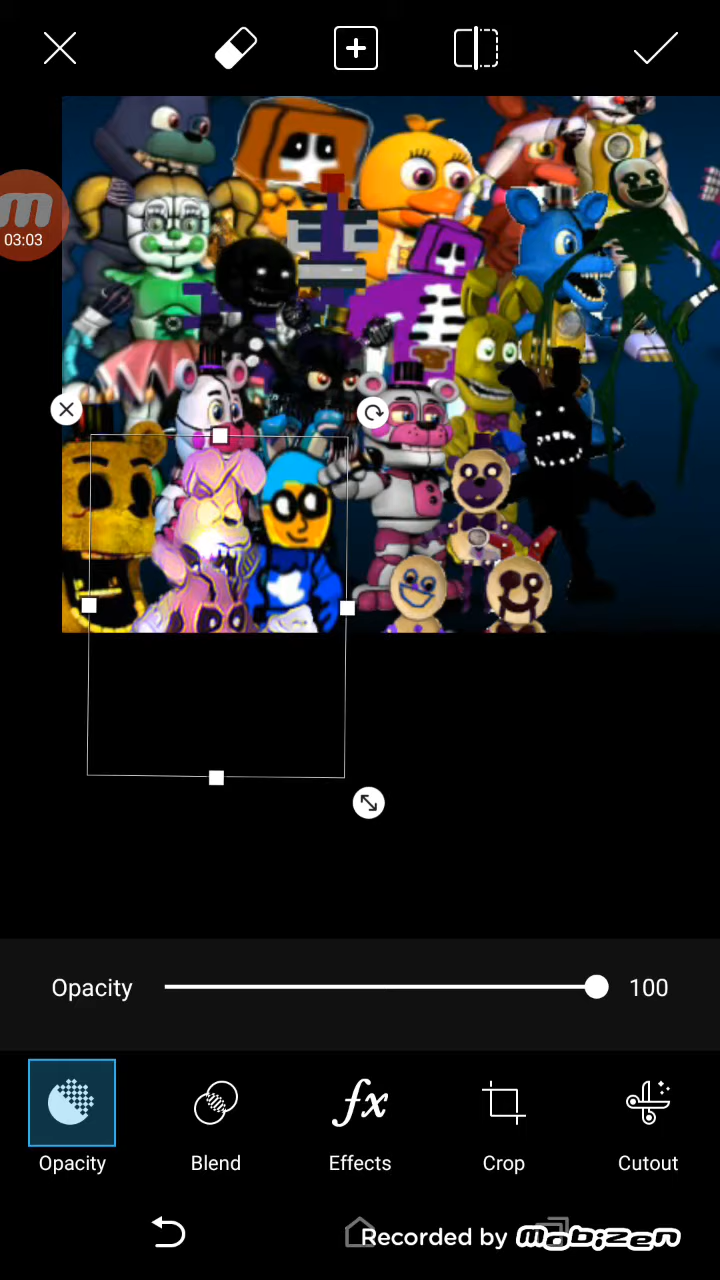 03:03
Opacity 100
Opacity Blend Effects Crop Cutout
fx
Recorded by mobizen